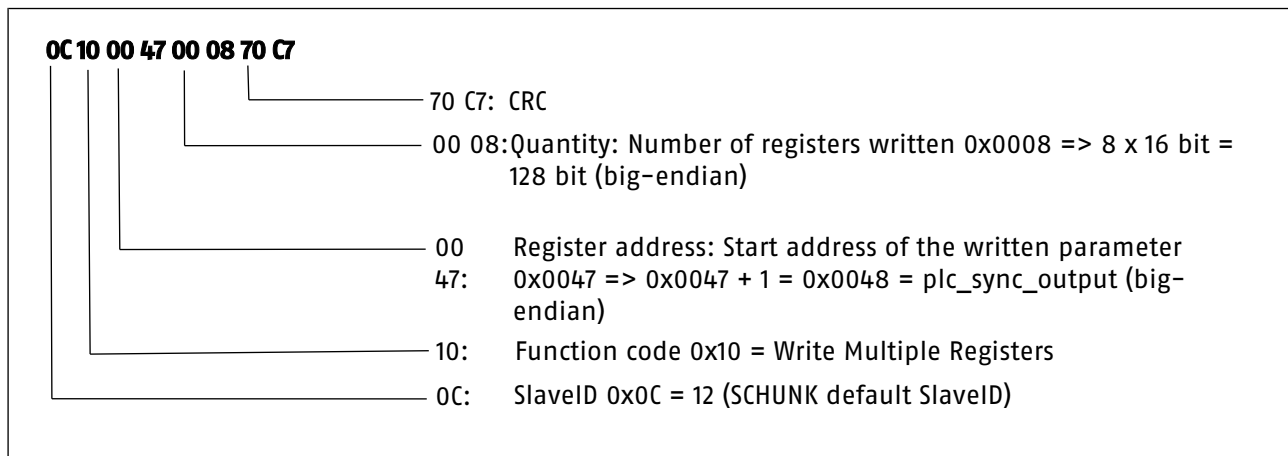 0C 10 00 47 00 08 70 C7
70 C7: CRC
00 08: Quantity: Number of registers written 0x0008 => 8 x 16 bit =
128 bit (big-endian)
00 Register address: Start address of the written parameter
47: 0x0047 => 0x0047 + 1 = 0x0048 = plc_sync_output (big-
endian)
10: Function code 0x10 = Write Multiple Registers
0C: SlaveID 0x0C = 12 (SCHUNK default SlaveID)